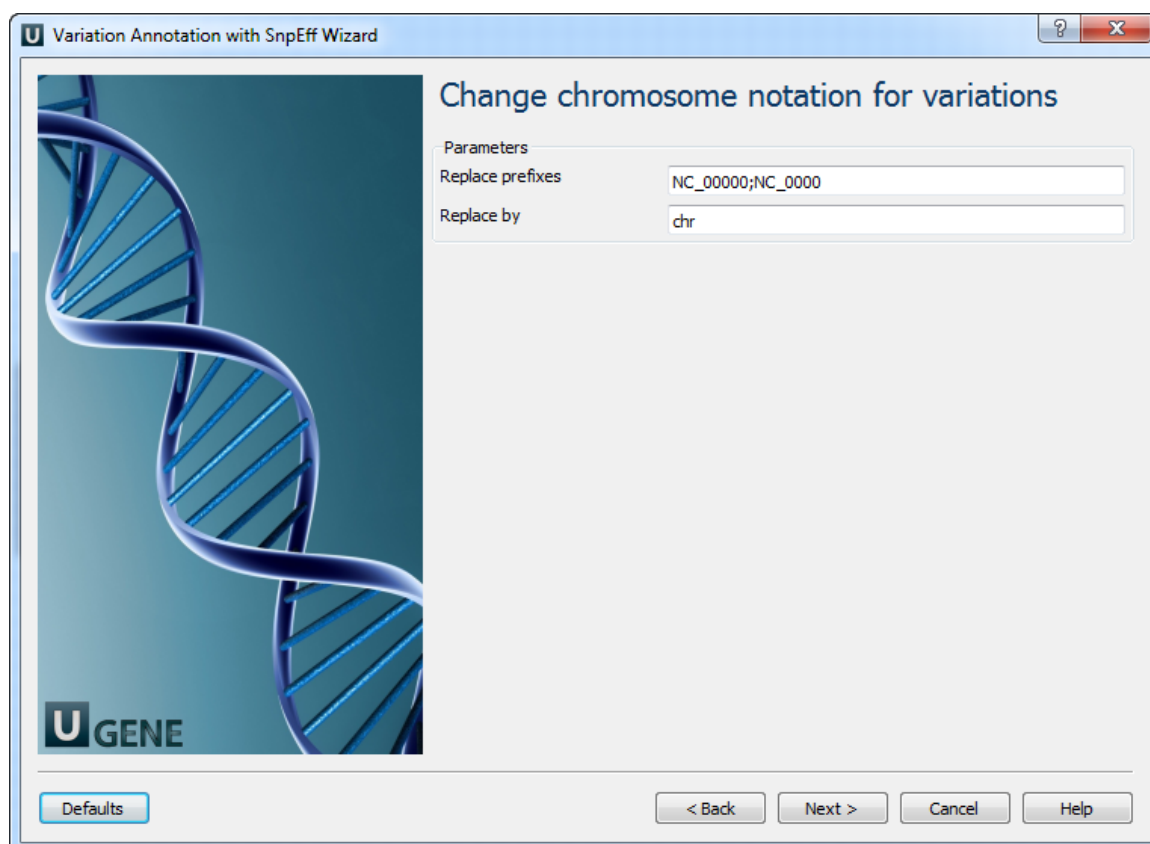 U Variation Annotation with SnpEff Wizard
? X
Change chromosome notation for variations
Parameters
Replace prefixes NC_00000;NC_0000
Replace by chr
U GENE
Defaults < Back Next > Cancel Help